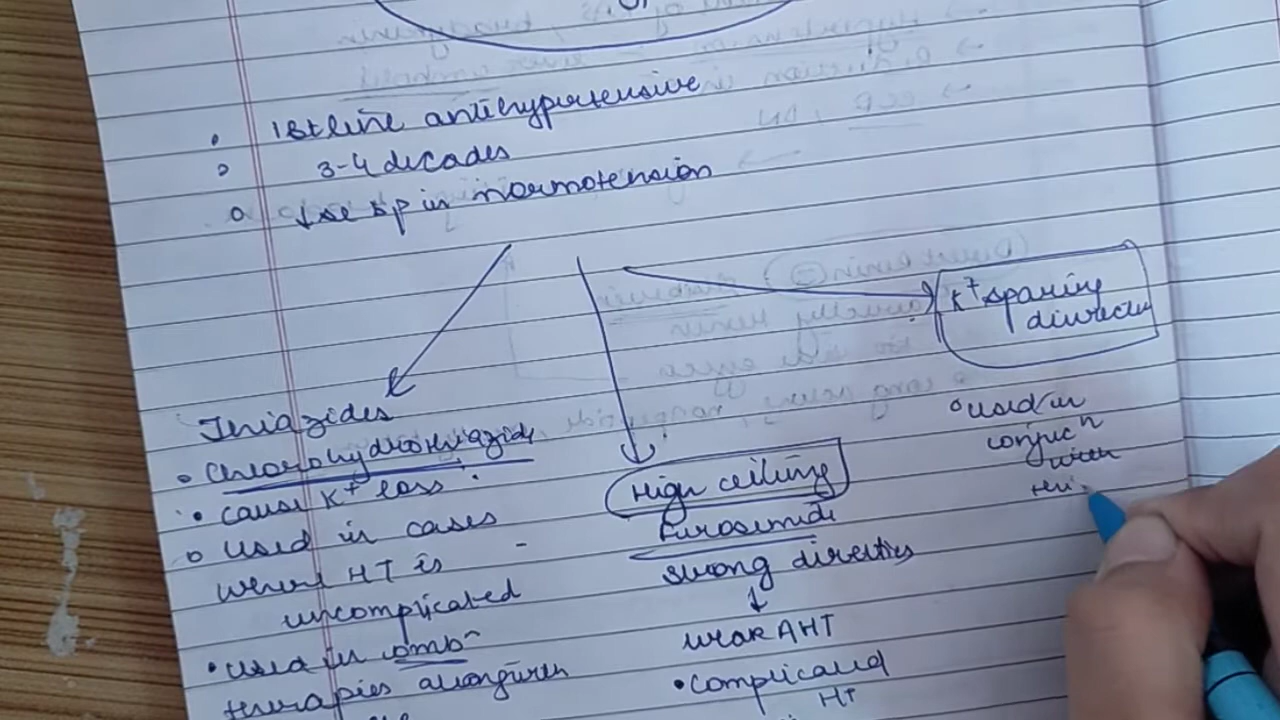 1st line antihypertensive
3-4 decades
↓se BP in normotension
Thiazides
Chlorohydrothiazide
cause K+ loss
Used in cases
where HT is
uncomplicated
used in combn
therapies alongwith
High ceiling
Furosemide
strong diuretics
↓
weak AHT
Complicated
HT
K+ sparing
diuretics
used in
conjucn
with
thi